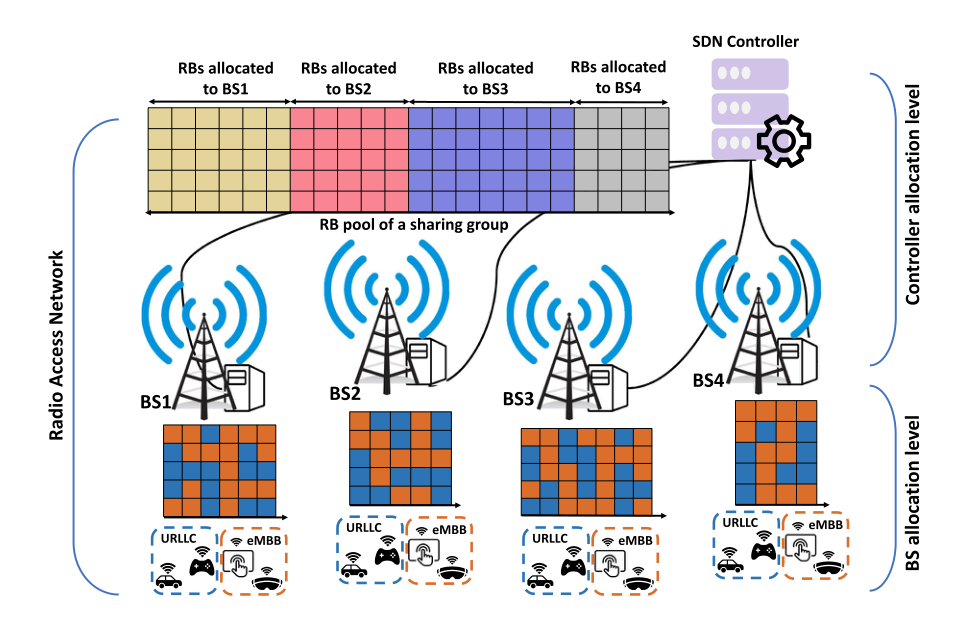 SDN Controller
RBs allocated
to BS1
RBs allocated
to BS2
RBs allocated
to BS3
RBs allocated
to BS4
RB pool of a sharing group
Radio Access Network
Controller allocation level
BS allocation level
BS1
BS2
BS3
BS4
URLLC
eMBB
URLLC
eMBB
URLLC
eMBB
URLLC
eMBB